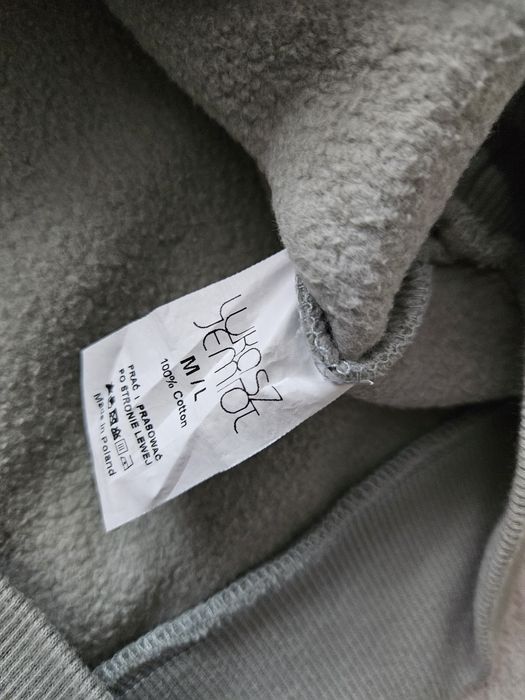 ŁUKASZ
JEMIOŁ
M / L
100% Cotton
PRAĆ I PRASOWAĆ
PO STRONIE LEWEJ
Made in Poland